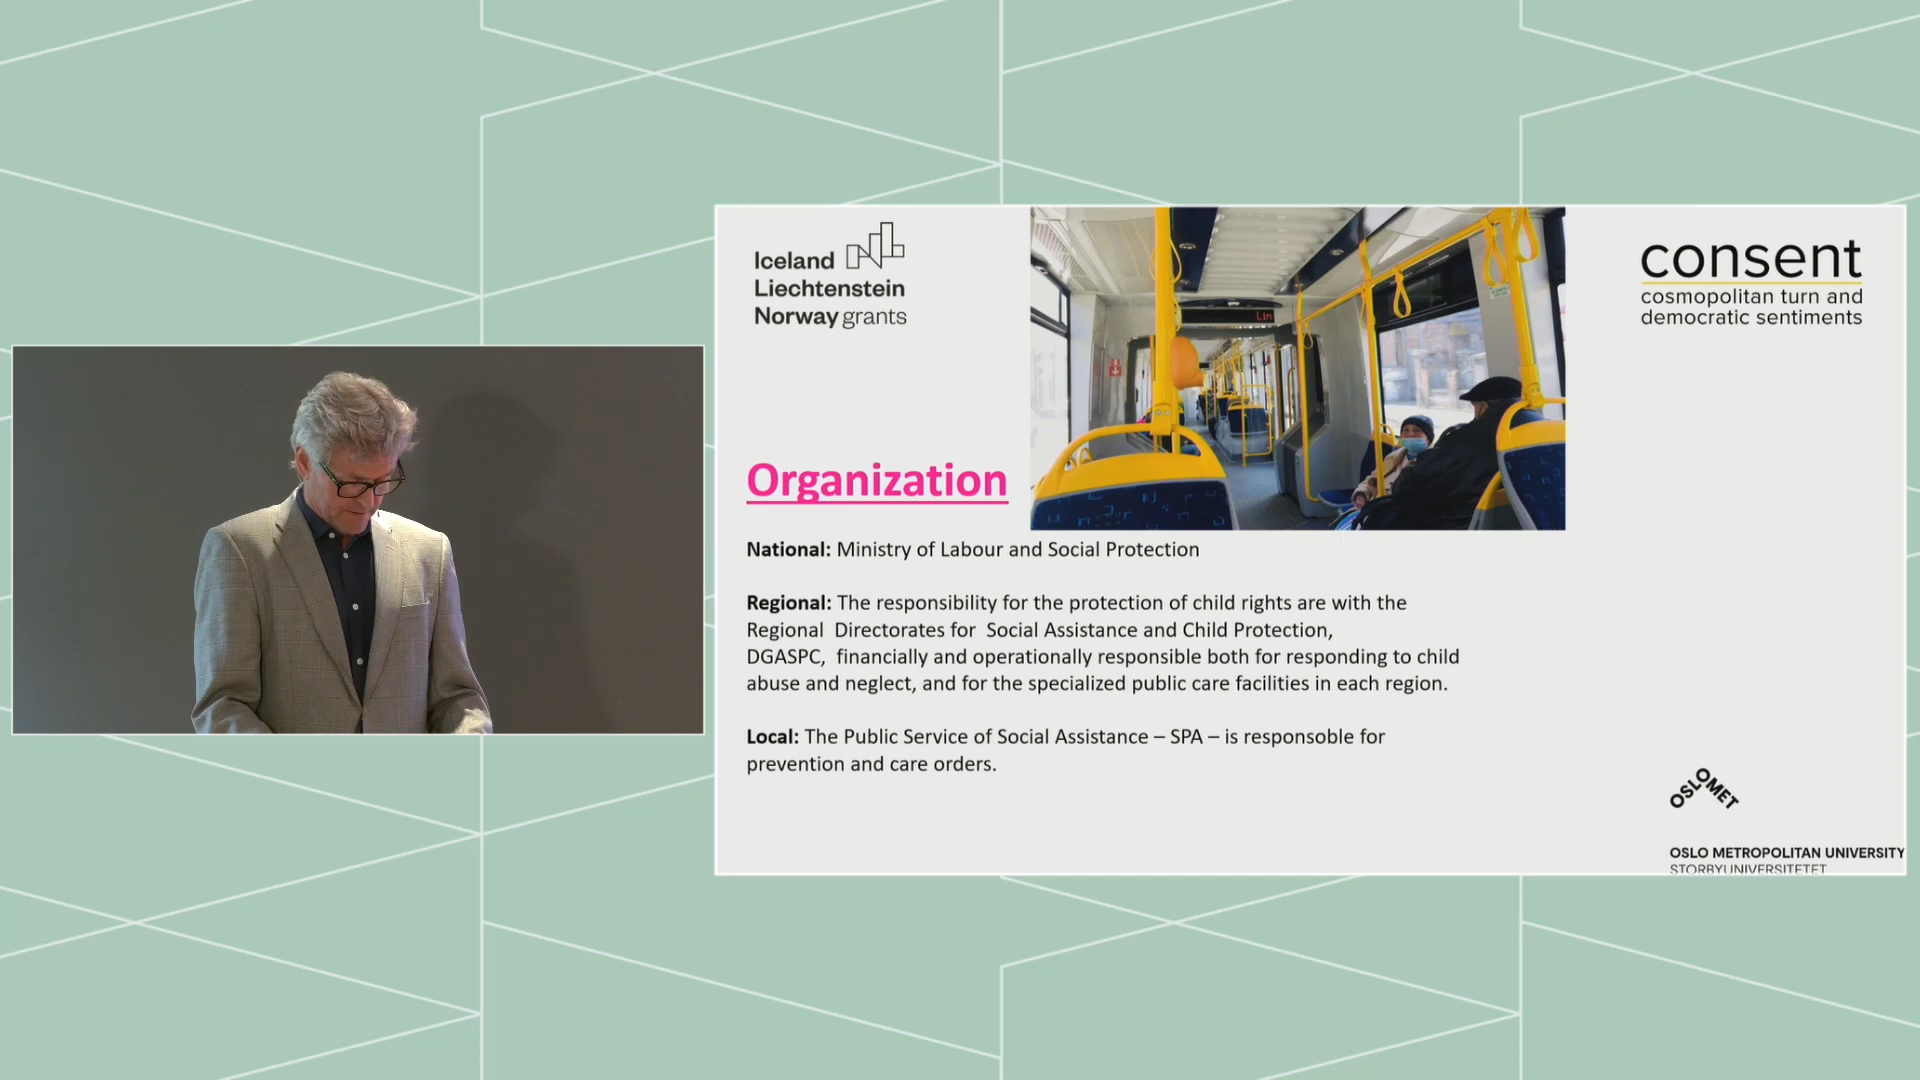 Iceland
Liechtenstein
Norway grants
Lin
consent
cosmopolitan turn and
democratic sentiments
Organization
National: Ministry of Labour and Social Protection
Regional: The responsibility for the protection of child rights are with the
Regional Directorates for Social Assistance and Child Protection,
DGASPC, financially and operationally responsible both for responding to child
abuse and neglect, and for the specialized public care facilities in each region.
Local: The Public Service of Social Assistance – SPA – is responsoble for
prevention and care orders.
OSLOMET
OSLO METROPOLITAN UNIVERSITY
STORBYUNIVERSITETET